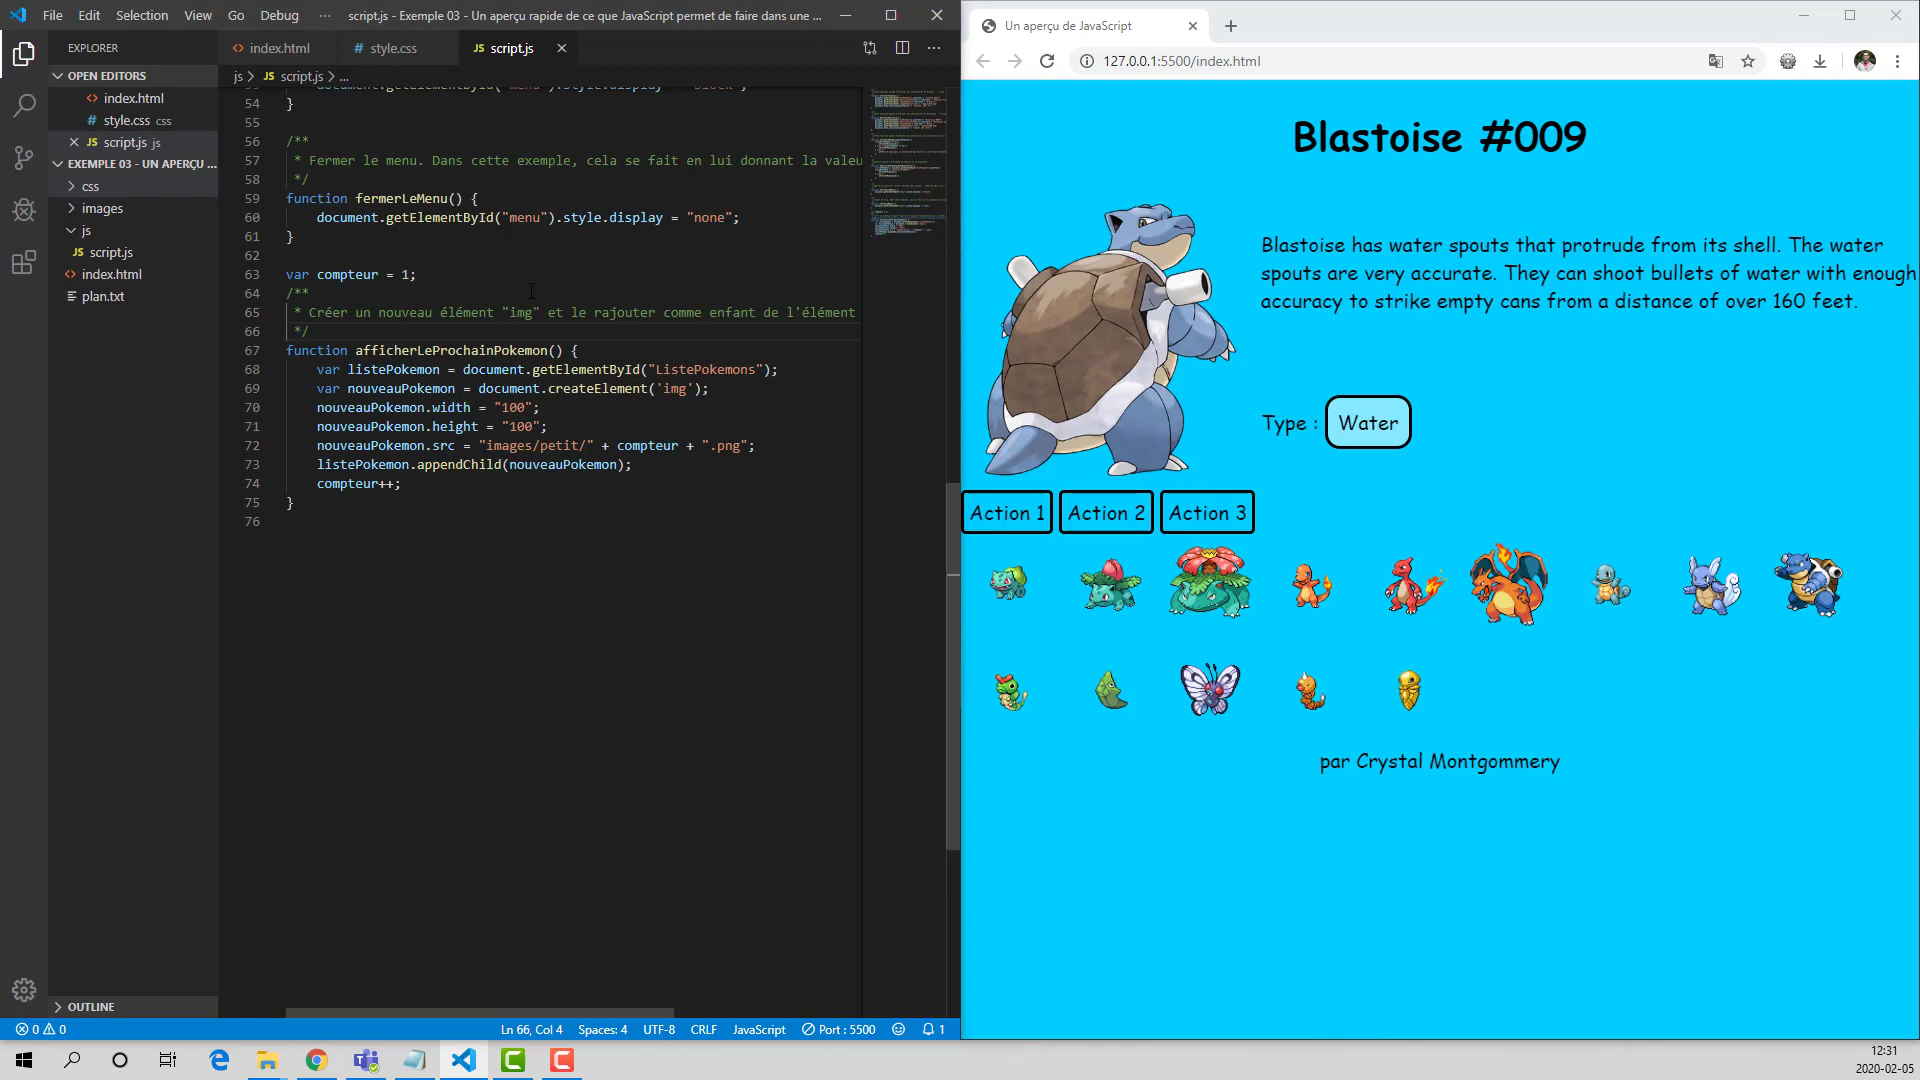 File Edit Selection View Go Debug ··· script.js - Exemple 03 - Un aperçu rapide de ce que JavaScript permet de faire dans une ...
EXPLORER
OPEN EDITORS
index.html
style.css css
script.js js
EXEMPLE 03 - UN APERÇU ...
css
images
js
script.js
index.html
plan.txt
OUTLINE
index.html
style.css
script.js
js > script.js > ...
54 }
55
56 /**
57 * Fermer le menu. Dans cette exemple, cela se fait en lui donnant la valeu
58 */
59 function fermerLeMenu() {
60 document.getElementById("menu").style.display = "none";
61 }
62
63 var compteur = 1;
64 /**
65 * Créer un nouveau élément "img" et le rajouter comme enfant de l'élément
66 */
67 function afficherLeProchainPokemon() {
68 var listePokemon = document.getElementById("ListePokemons");
69 var nouveauPokemon = document.createElement('img');
70 nouveauPokemon.width = "100";
71 nouveauPokemon.height = "100";
72 nouveauPokemon.src = "images/petit/" + compteur + ".png";
73 listePokemon.appendChild(nouveauPokemon);
74 compteur++;
75 }
76
0 0
Ln 66, Col 4 Spaces: 4 UTF-8 CRLF JavaScript Port : 5500 1
Un aperçu de JavaScript
127.0.0.1:5500/index.html
Blastoise #009
Blastoise has water spouts that protrude from its shell. The water
spouts are very accurate. They can shoot bullets of water with enough
accuracy to strike empty cans from a distance of over 160 feet.
Type : Water
Action 1 Action 2 Action 3
par Crystal Montgommery
12:31
2020-02-05